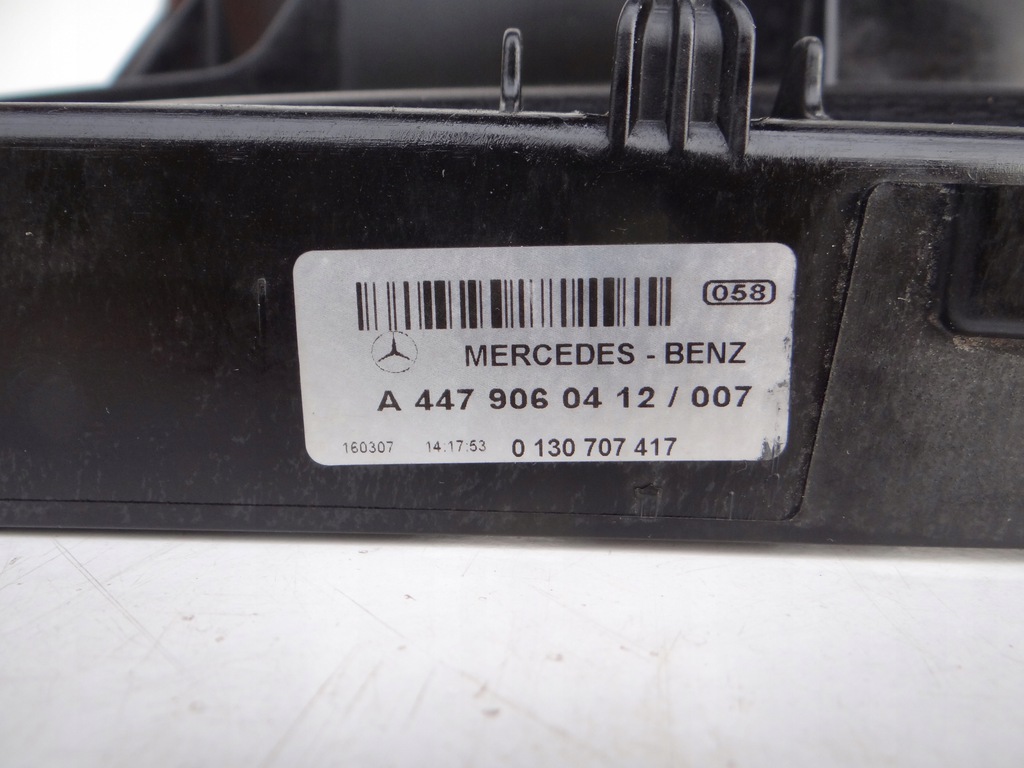 058
MERCEDES - BENZ
A 447 906 04 12 / 007
160307 14:17:53 0 130 707 417